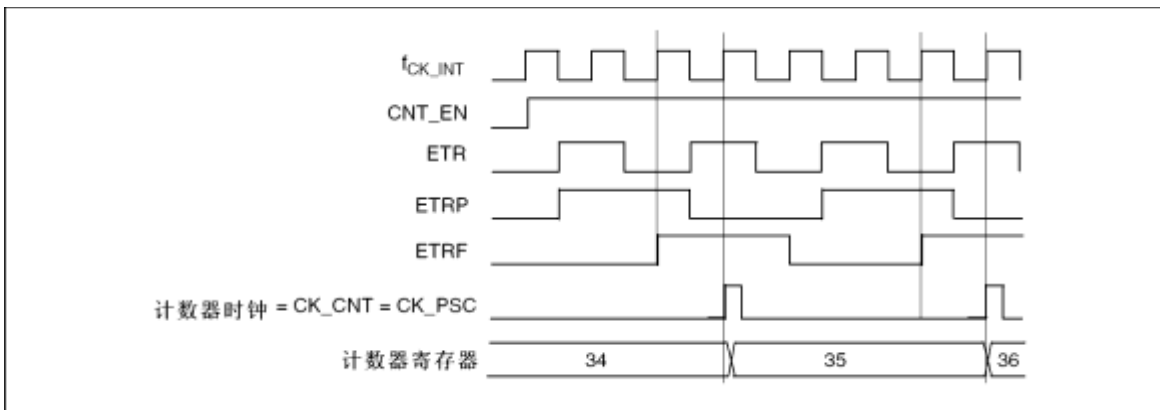 fCK_INT
CNT_EN
ETR
ETRP
ETRF
计数器时钟 = CK_CNT = CK_PSC
计数器寄存器 34 35 36